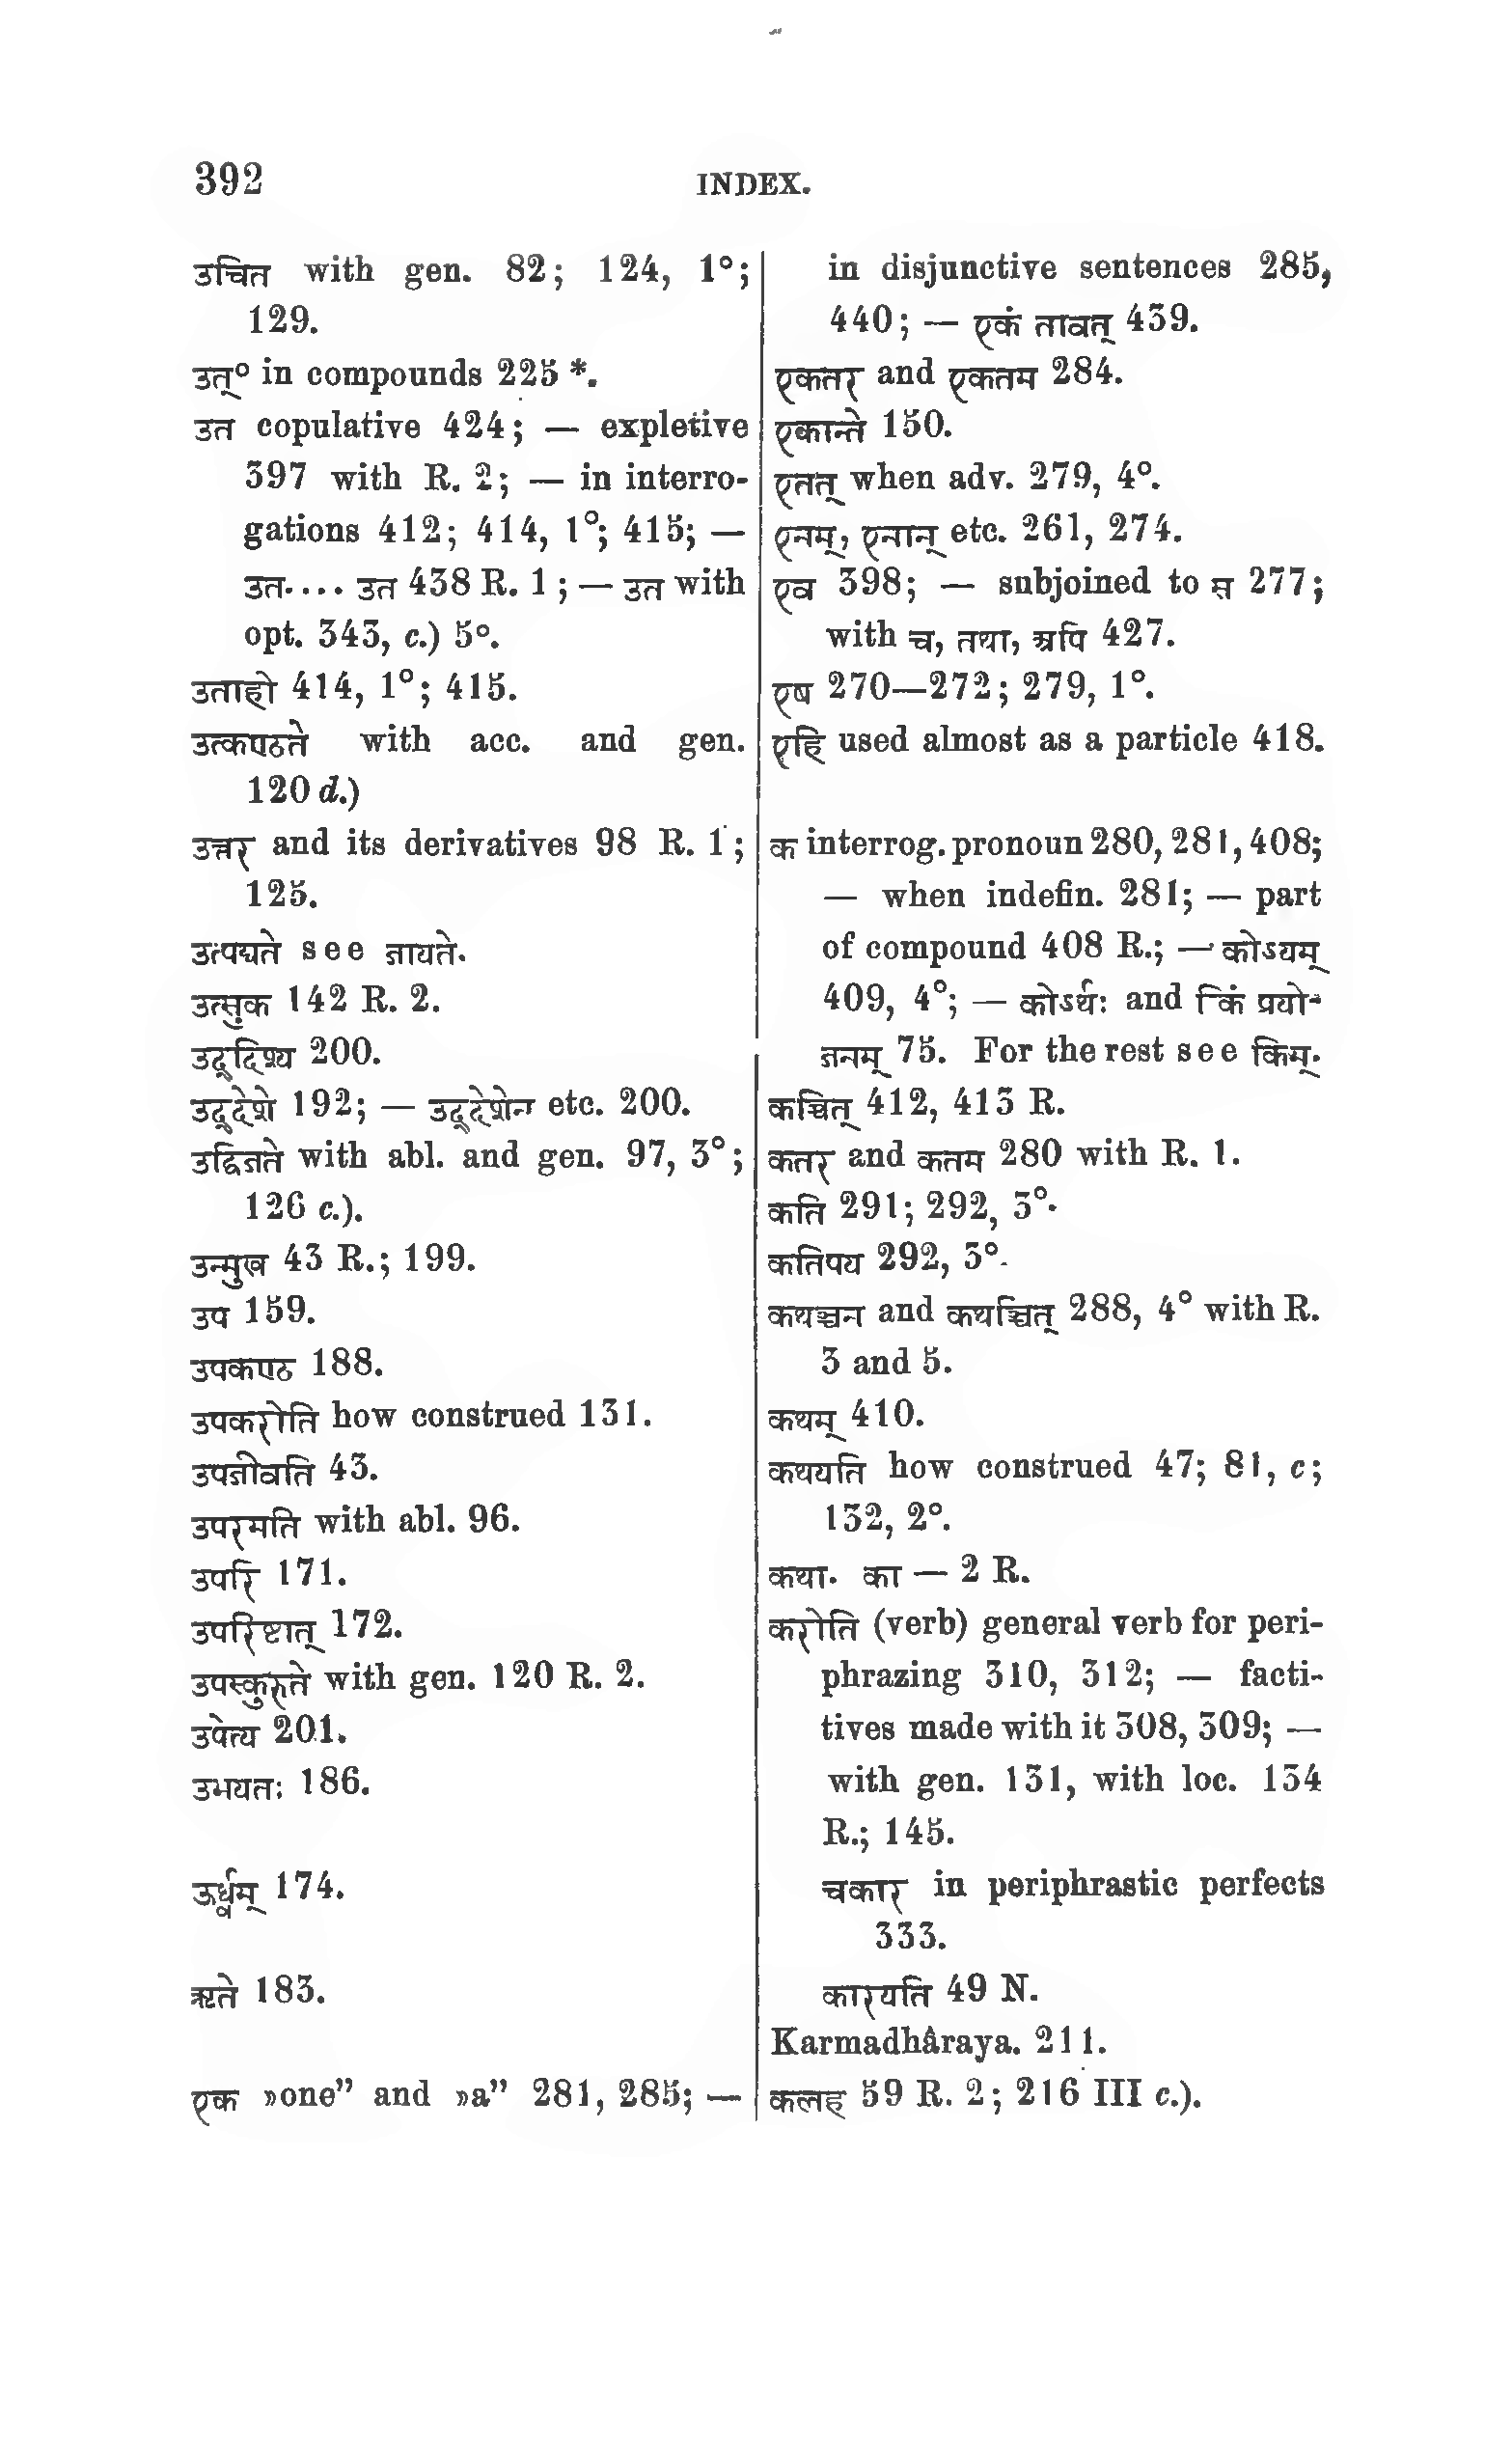 392
INDEX.
उचित with gen. 82; 124, 1°;
129.
उत्° in compounds 225 *.
उत copulative 424; — expletive
397 with R. 2; — in interro-
gations 412; 414, 1°; 415; —
उत.... उत 438 R. 1; — उत with
opt. 343, c.) 5°.
उताहो 414, 1°; 415.
उत्कण्ठते with acc. and gen.
120 d.)
उत्तर and its derivatives 98 R. 1;
125.
उत्पद्यते see जायते.
उत्सुक 142 R. 2.
उद्दिश्य 200.
उद्देशे 192; — उद्देशेन etc. 200.
उद्विजते with abl. and gen. 97, 3°;
126 c.).
उन्मुख 43 R.; 199.
उप 159.
उपकण्ठ 188.
उपकरोति how construed 131.
उपजीवति 43.
उपरमति with abl. 96.
उपरि 171.
उपरिष्टात् 172.
उपस्कुरुते with gen. 120 R. 2.
उपेत्य 201.
उभयतः 186.
ऊर्ध्वम् 174.
ऋते 183.
एक »one” and »a” 281, 285; —
in disjunctive sentences 285,
440; — एकं तावत् 439.
एकतर and एकतम 284.
एकान्ते 150.
एतत् when adv. 279, 4°.
एनम्, एनान् etc. 261, 274.
एव 398; — subjoined to स 277;
with च, तथा, अपि 427.
एष 270—272; 279, 1°.
एहि used almost as a particle 418.
क interrog. pronoun 280, 281, 408;
— when indefin. 281; — part
of compound 408 R.; — कोऽयम्
409, 4°; — कोऽर्थः and किं प्रयो-
जनम् 75. For the rest see किम्.
कच्चित् 412, 413 R.
कतर and कतम 280 with R. 1.
कति 291; 292, 3°.
कतिपय 292, 3°.
कथञ्चन and कथञ्चित् 288, 4° with R.
3 and 5.
कथम् 410.
कथयति how construed 47; 81, c;
132, 2°.
कथा. का — 2 R.
करोति (verb) general verb for peri-
phrazing 310, 312; — facti-
tives made with it 308, 309; —
with gen. 131, with loc. 134
R.; 145.
चकार in periphrastic perfects
333.
कारयति 49 N.
Karmadhâraya. 211.
कलह 59 R. 2; 216 III c.).